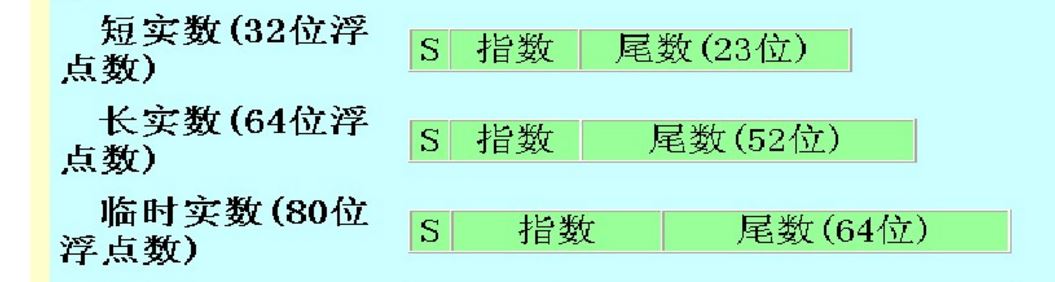 短实数(32位浮
点数)
S 指数 尾数(23位)
长实数(64位浮
点数)
S 指数 尾数(52位)
临时实数(80位
浮点数)
S 指数 尾数(64位)